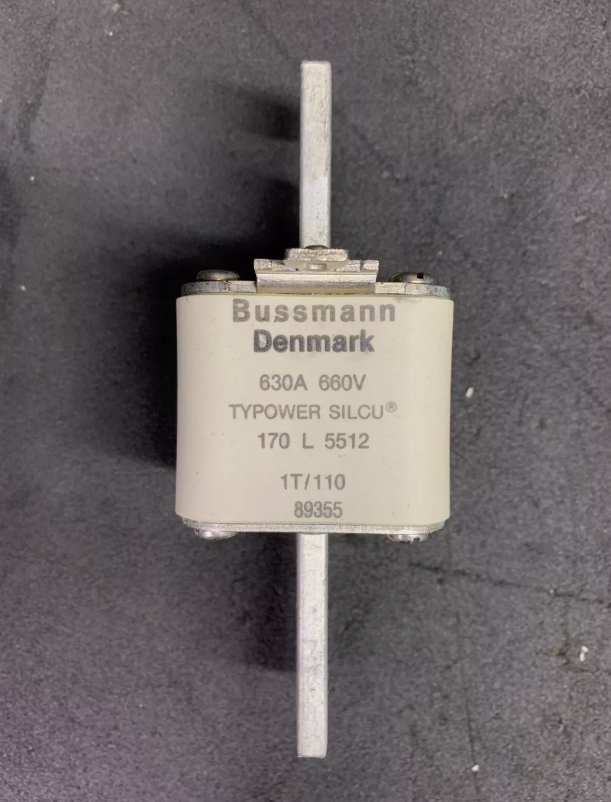 Bussmann
Denmark
630A 660V
TYPOWER SILCU®
170 L 5512
1T/110
89355